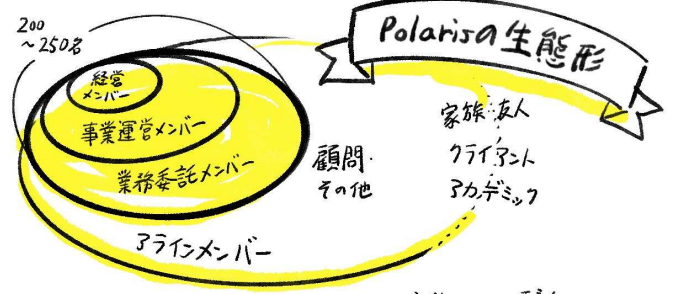 200
～250名
Polarisの生態形
経営
メンバー
事業運営メンバー
業務委託メンバー
顧問・
その他
家族・友人
クライアント
アカデミック
アラインメンバー